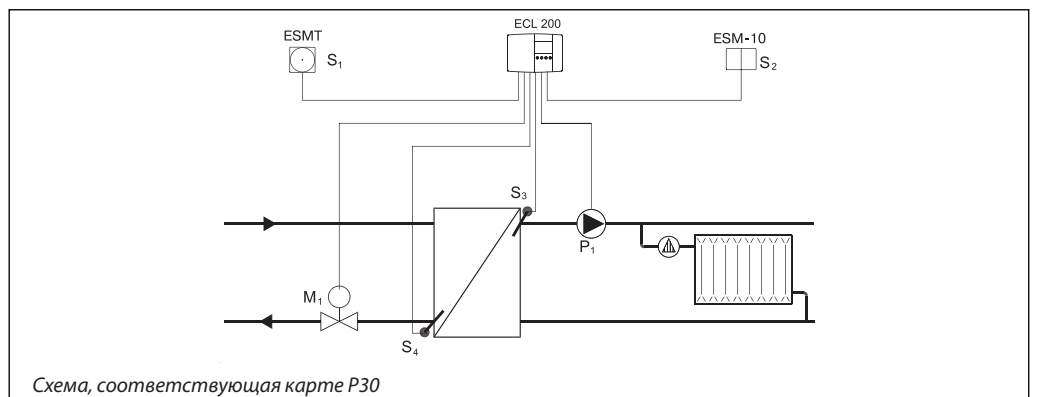 ECL 200
ESMT
S₁
ESM-10
S₂
S₃
P₁
M₁
S₄
Схема, соответствующая карте P30